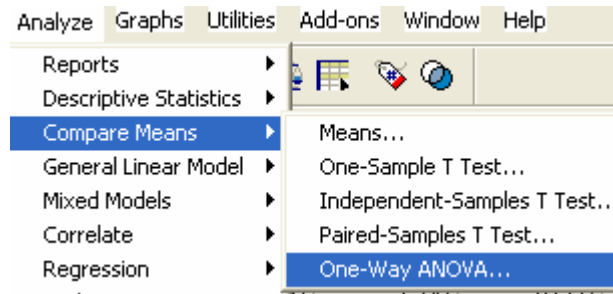 Analyze Graphs Utilities Add-ons Window Help
Reports
Descriptive Statistics
Compare Means
General Linear Model
Mixed Models
Correlate
Regression
Means...
One-Sample T Test...
Independent-Samples T Test..
Paired-Samples T Test...
One-Way ANOVA...